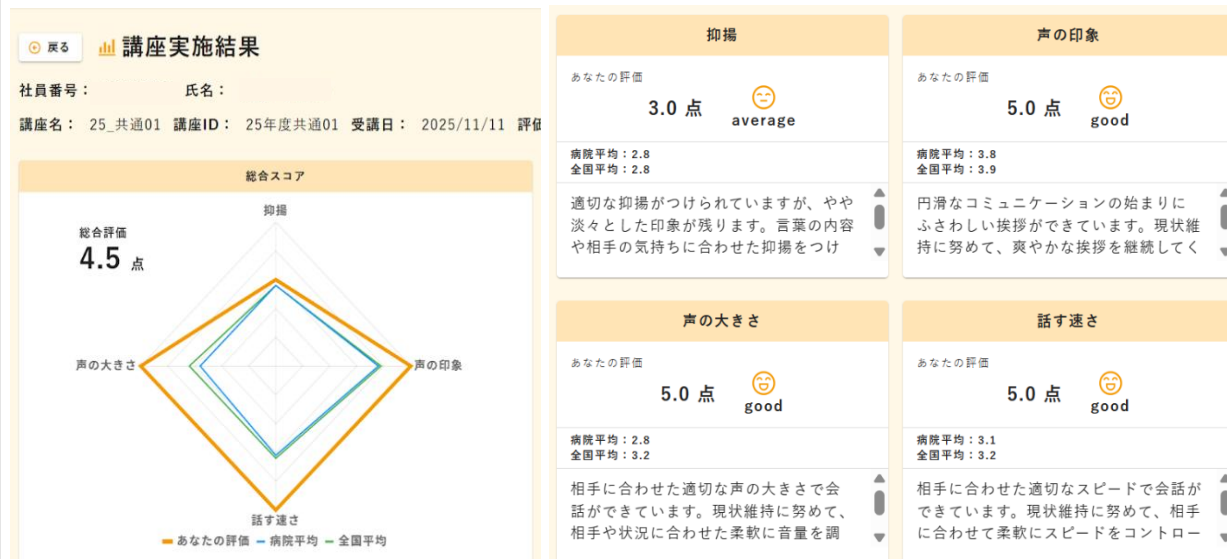 戻る
講座実施結果
社員番号： 氏名：
講座名： 25_共通01 講座ID： 25年度共通01 受講日： 2025/11/11 評価
総合スコア
総合評価
4.5 点
抑揚
声の大きさ
声の印象
話す速さ
あなたの評価 病院平均 全国平均
抑揚
あなたの評価
3.0 点
average
病院平均：2.8
全国平均：2.8
適切な抑揚がつけられていますが、やや
淡々とした印象が残ります。言葉の内容
や相手の気持ちに合わせた抑揚をつけ
声の印象
あなたの評価
5.0 点
good
病院平均：3.8
全国平均：3.9
円滑なコミュニケーションの始まりに
ふさわしい挨拶ができています。現状維
持に努めて、爽やかな挨拶を継続してく
声の大きさ
あなたの評価
5.0 点
good
病院平均：2.8
全国平均：3.2
相手に合わせた適切な声の大きさで会
話ができています。現状維持に努めて、
相手や状況に合わせた柔軟に音量を調
話す速さ
あなたの評価
5.0 点
good
病院平均：3.1
全国平均：3.2
相手に合わせた適切なスピードで会話が
できています。現状維持に努めて、相手
に合わせて柔軟にスピードをコントロー